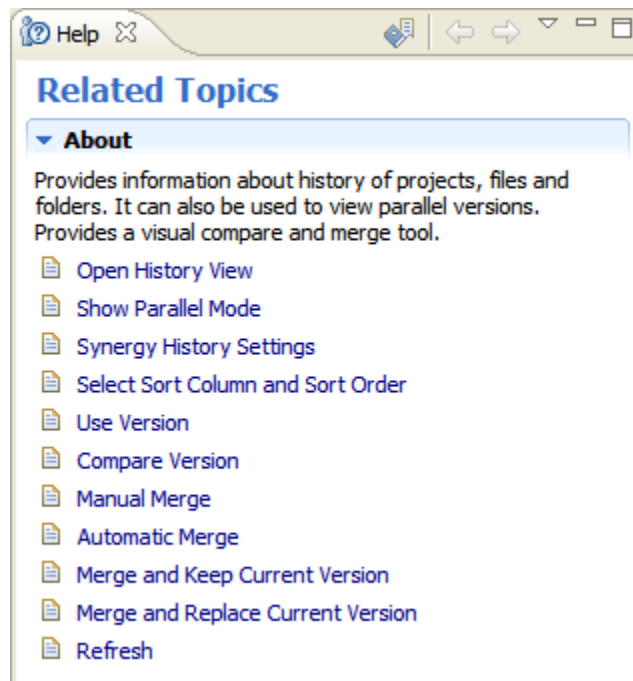 Help
Related Topics
About
Provides information about history of projects, files and
folders. It can also be used to view parallel versions.
Provides a visual compare and merge tool.
Open History View
Show Parallel Mode
Synergy History Settings
Select Sort Column and Sort Order
Use Version
Compare Version
Manual Merge
Automatic Merge
Merge and Keep Current Version
Merge and Replace Current Version
Refresh